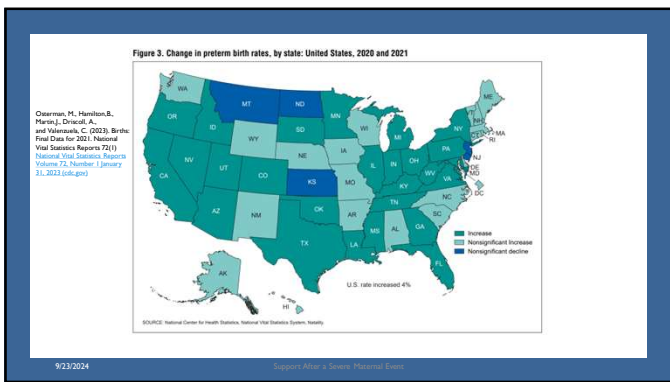 Figure 3. Change in preterm birth rates, by state: United States, 2020 and 2021
Osterman, M., Hamilton,B.,
Martin,J., Driscoll, A.,
and Valenzuela, C. (2023). Births:
Final Data for 2021. National
Vital Statistics Reports 72(1)
National Vital Statistics Reports
Volume 72, Number 1 January
31, 2023 (cdc.gov)
WA
MT
ND
MN
OR
ID
SD
WI
MI
NY
VT
NH
ME
MA
CT
RI
WY
NE
IA
PA
NJ
NV
UT
CO
KS
MO
IL
IN
OH
WV
VA
DE
MD
DC
CA
KY
AZ
NM
OK
AR
TN
NC
SC
TX
LA
MS
AL
GA
FL
AK
HI
Increase
Nonsignificant Increase
Nonsignificant decline
U.S. rate increased 4%
SOURCE: National Center for Health Statistics, National Vital Statistics System, Natality.
9/23/2024
Support After a Severe Maternal Event